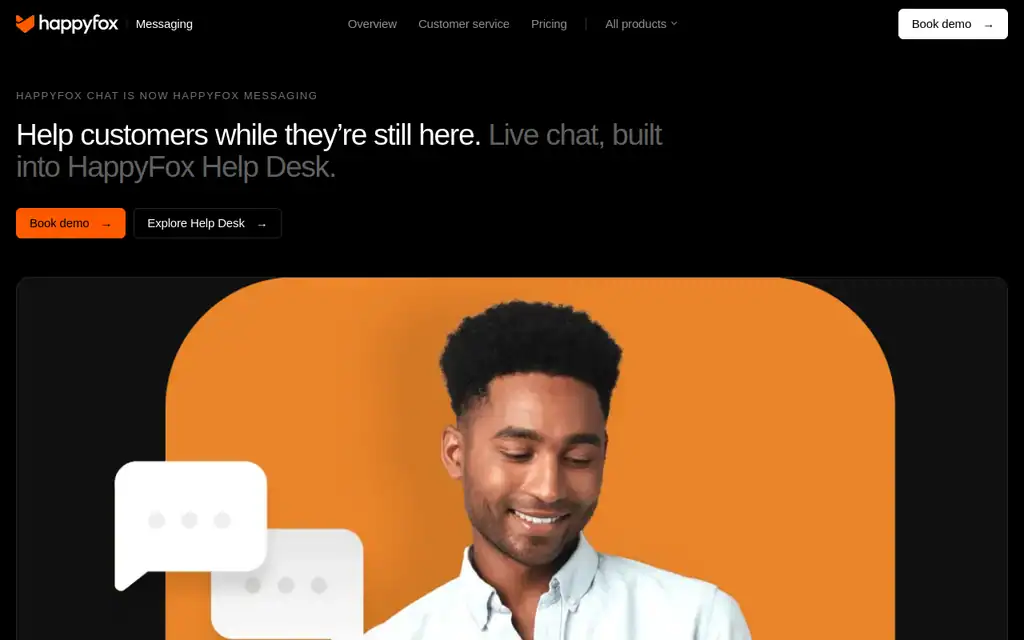 happyfox Messaging Overview Customer service Pricing All products Book demo →
HAPPYFOX CHAT IS NOW HAPPYFOX MESSAGING
Help customers while they’re still here. Live chat, built
into HappyFox Help Desk.
Book demo → Explore Help Desk →